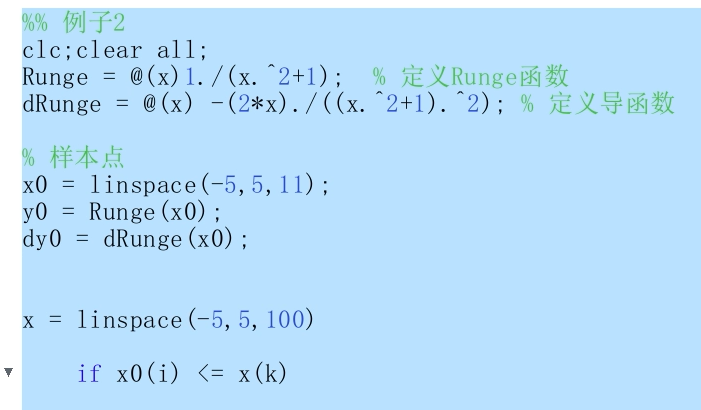 %% 例子2
clc;clear all;
Runge = @(x)1./(x.^2+1);  % 定义Runge函数
dRunge = @(x) -(2*x)./((x.^2+1).^2); % 定义导函数
% 样本点
x0 = linspace(-5,5,11);
y0 = Runge(x0);
dy0 = dRunge(x0);
x = linspace(-5,5,100)
if x0(i) <= x(k)